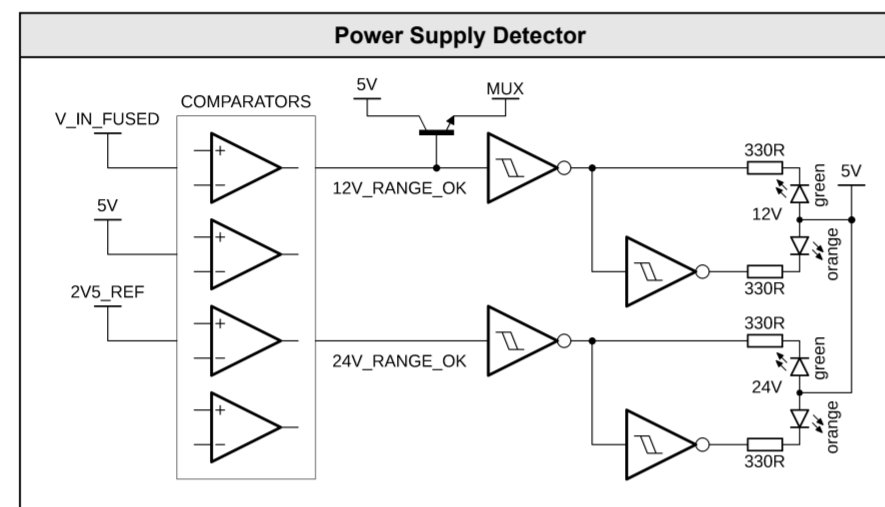 Power Supply Detector
5V
MUX
COMPARATORS
V_IN_FUSED
+
−
12V_RANGE_OK
330R
green
5V
12V
5V
+
−
orange
330R
2V5_REF
+
−
24V_RANGE_OK
330R
green
24V
+
−
orange
330R